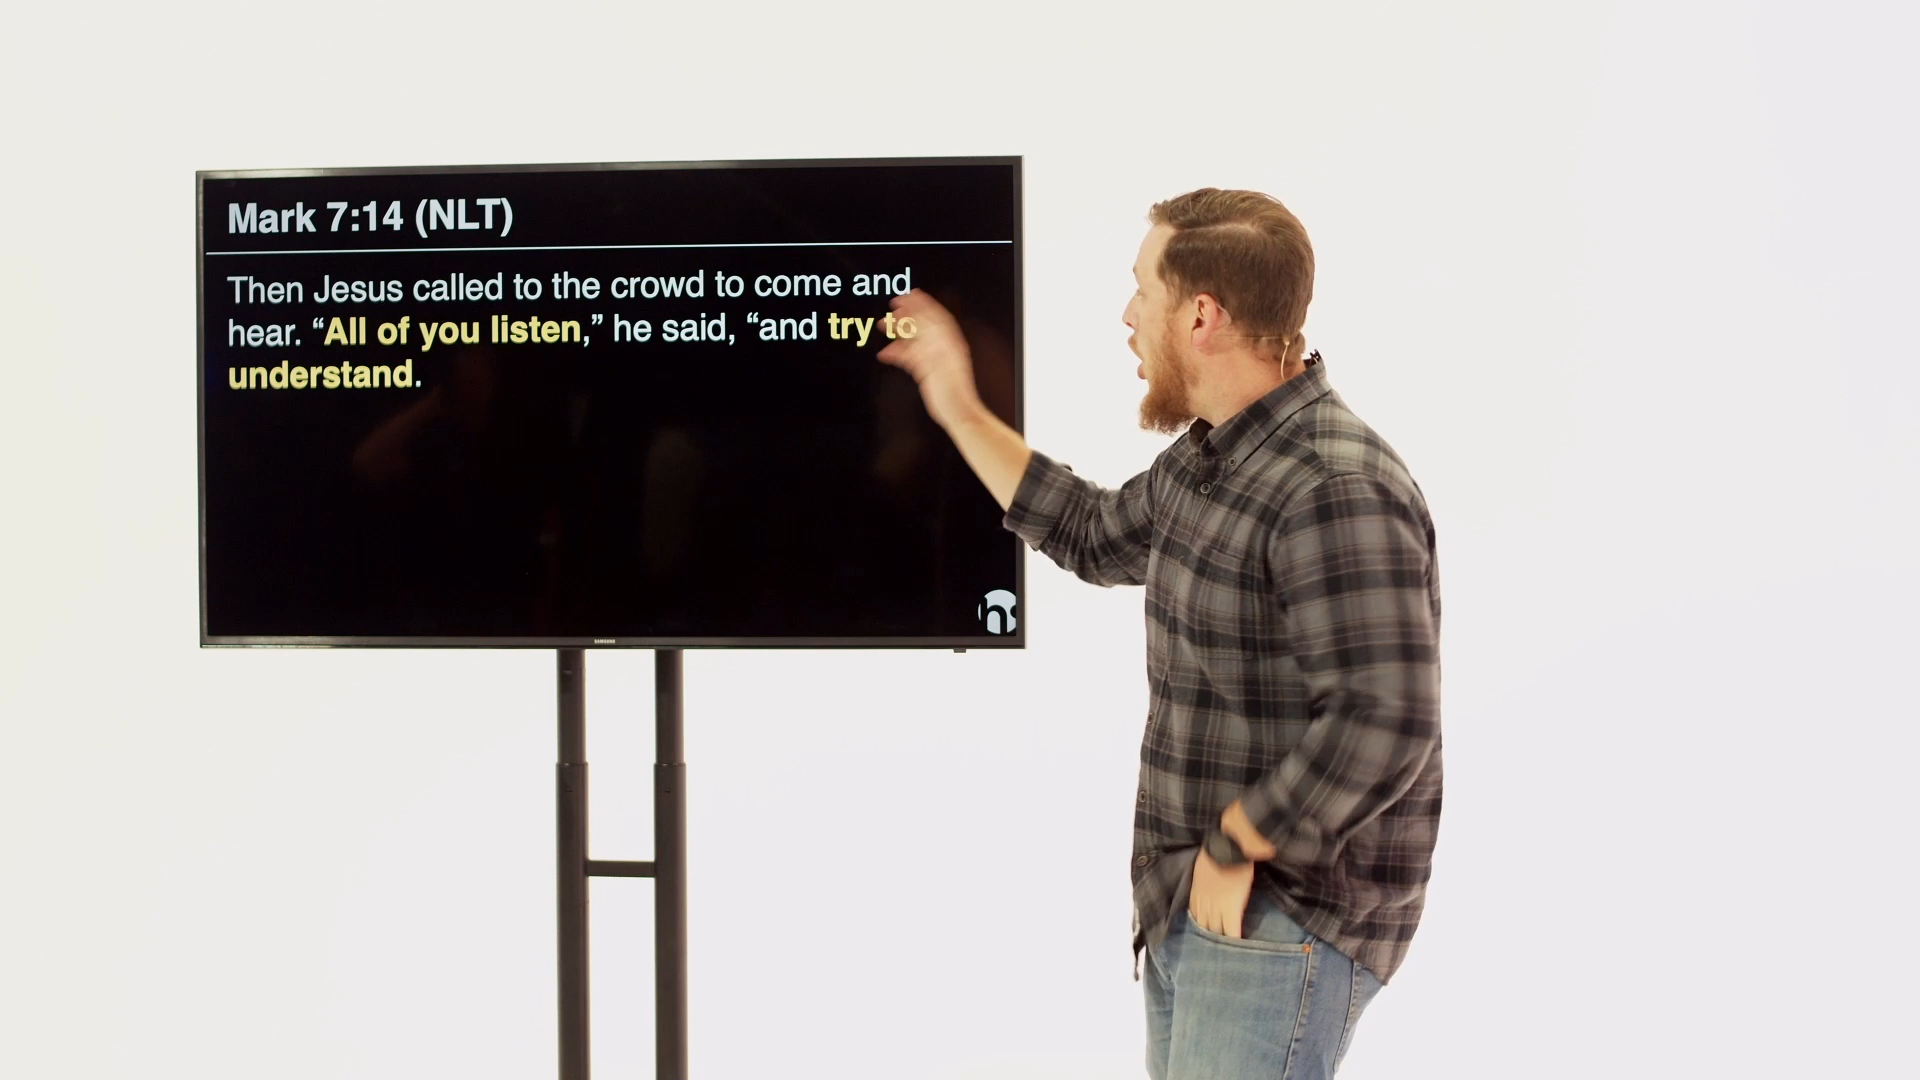 Mark 7:14 (NLT)
Then Jesus called to the crowd to come and
hear. “All of you listen,” he said, “and try to
understand.
h
SAMSUNG